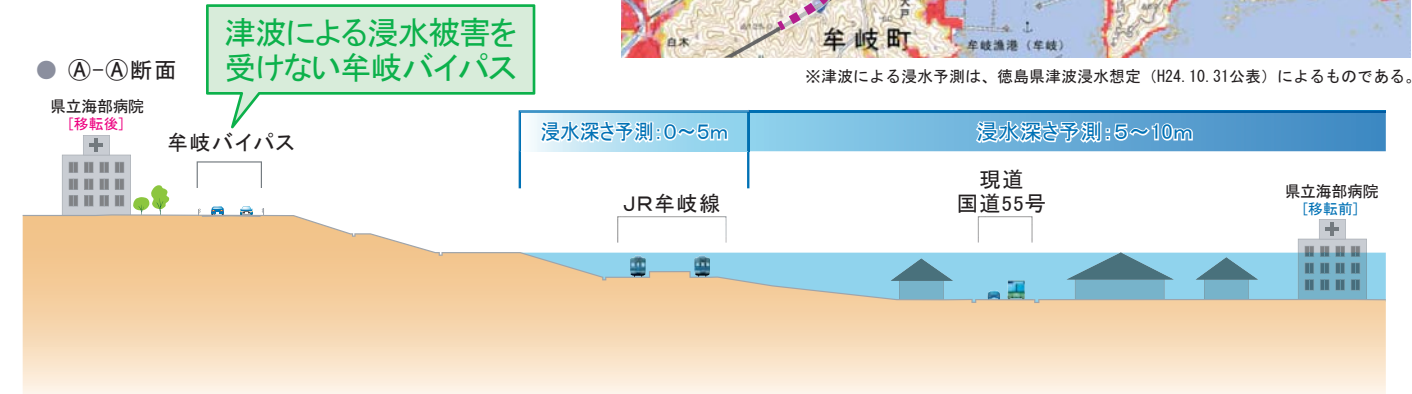 白木
大戸
牟岐町
牟岐漁港（牟岐）
※津波による浸水予測は、徳島県津波浸水想定（H24.10.31公表）によるものである。
津波による浸水被害を
受けない牟岐バイパス
● Ⓐ-Ⓐ断面
県立海部病院
[移転後]
牟岐バイパス
浸水深さ予測：0～5m
浸水深さ予測：5～10m
JR牟岐線
現道
国道55号
県立海部病院
[移転前]